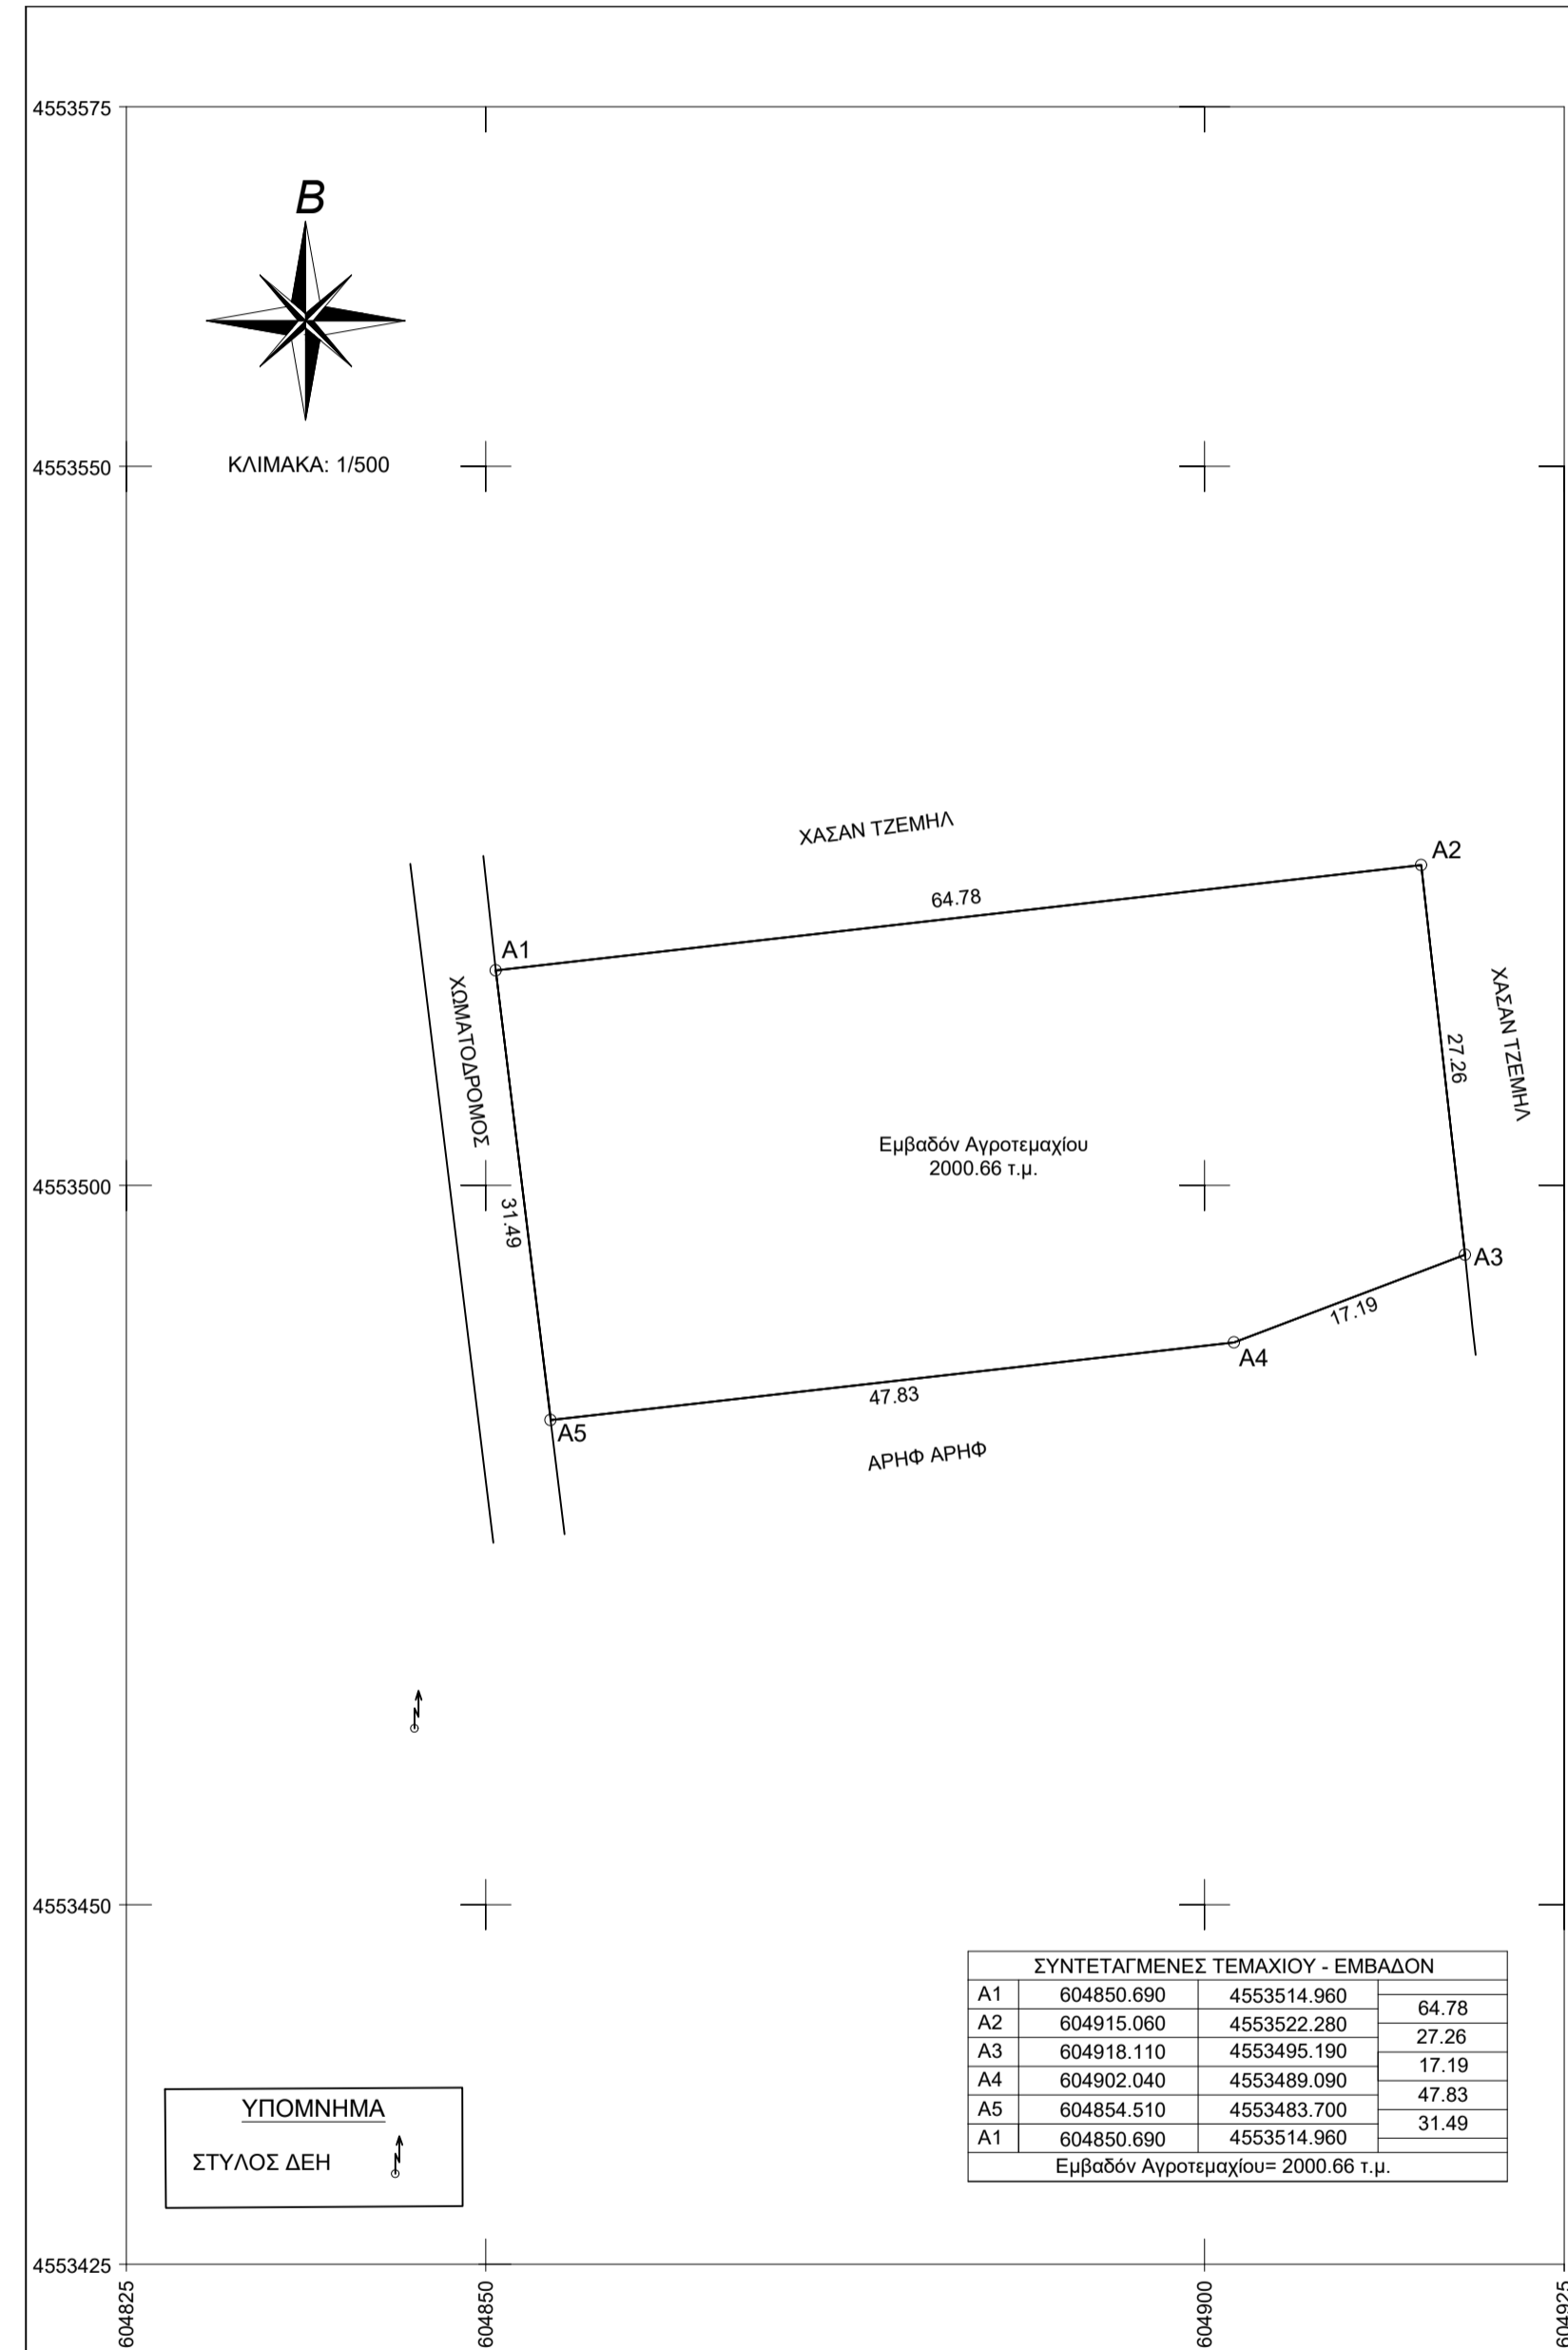 4553575
B
ΚΛΙΜΑΚΑ: 1/500
4553550
ΧΑΣΑΝ ΤΖΕΜΗΛ
A2
64.78
A1
ΧΩΜΑΤΟΔΡΟΜΟΣ
27.26
ΧΑΣΑΝ ΤΖΕΜΗΛ
Εμβαδόν Αγροτεμαχίου
2000.66 τ.μ.
4553500
31.49
A3
17.19
A4
47.83
A5
ΑΡΗΦ ΑΡΗΦ
4553450
ΣΥΝΤΕΤΑΓΜΕΝΕΣ ΤΕΜΑΧΙΟΥ - ΕΜΒΑΔΟΝ
A1 604850.690 4553514.960
64.78
A2 604915.060 4553522.280
27.26
A3 604918.110 4553495.190
17.19
A4 604902.040 4553489.090
47.83
A5 604854.510 4553483.700
31.49
A1 604850.690 4553514.960
Εμβαδόν Αγροτεμαχίου= 2000.66 τ.μ.
ΥΠΟΜΝΗΜΑ
ΣΤΥΛΟΣ ΔΕΗ
4553425
604825
604850
604900
604925